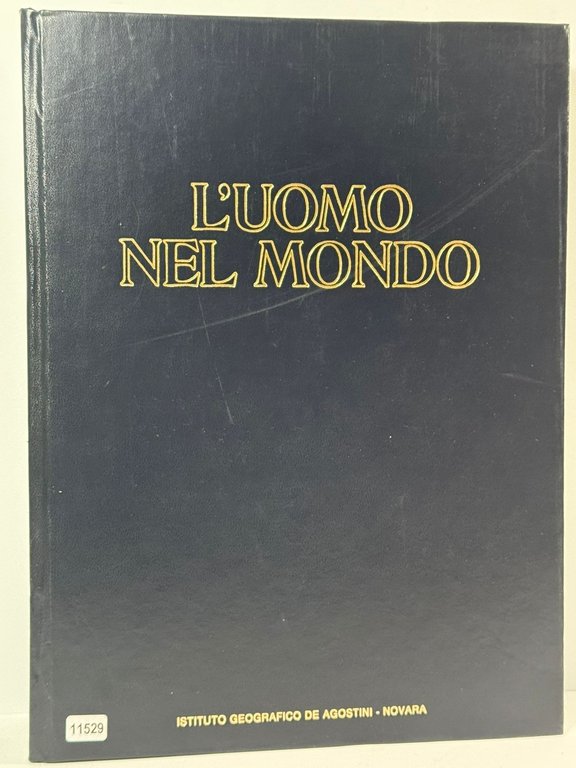 L'UOMO
NEL MONDO
ISTITUTO GEOGRAFICO DE AGOSTINI - NOVARA
11529